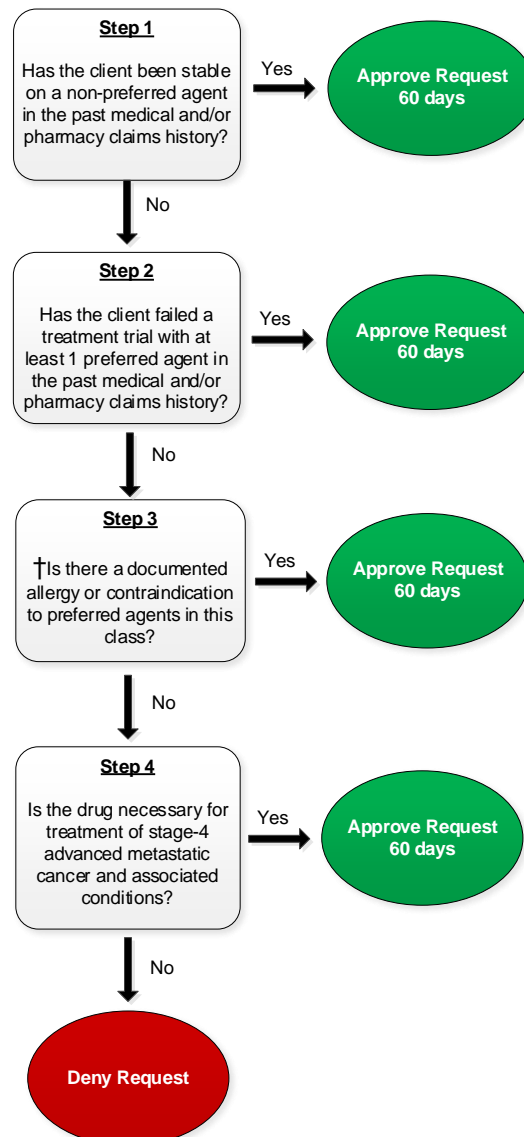 Step 1
Has the client been stable
on a non-preferred agent
in the past medical and/or
pharmacy claims history?
Yes
Approve Request
60 days
No
Step 2
Has the client failed a
treatment trial with at
least 1 preferred agent in
the past medical and/or
pharmacy claims history?
Yes
Approve Request
60 days
No
Step 3
†Is there a documented
allergy or contraindication
to preferred agents in this
class?
Yes
Approve Request
60 days
No
Step 4
Is the drug necessary for
treatment of stage-4
advanced metastatic
cancer and associated
conditions?
Yes
Approve Request
60 days
No
Deny Request